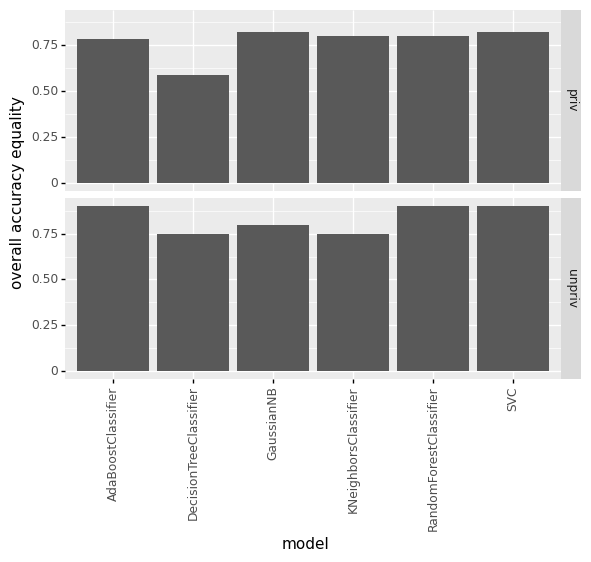 overall accuracy equality
0.75
0.50
0.25
0
priv
0.75
0.50
0.25
0
unpriv
AdaBoostClassifier
DecisionTreeClassifier
GaussianNB
KNeighborsClassifier
RandomForestClassifier
SVC
model